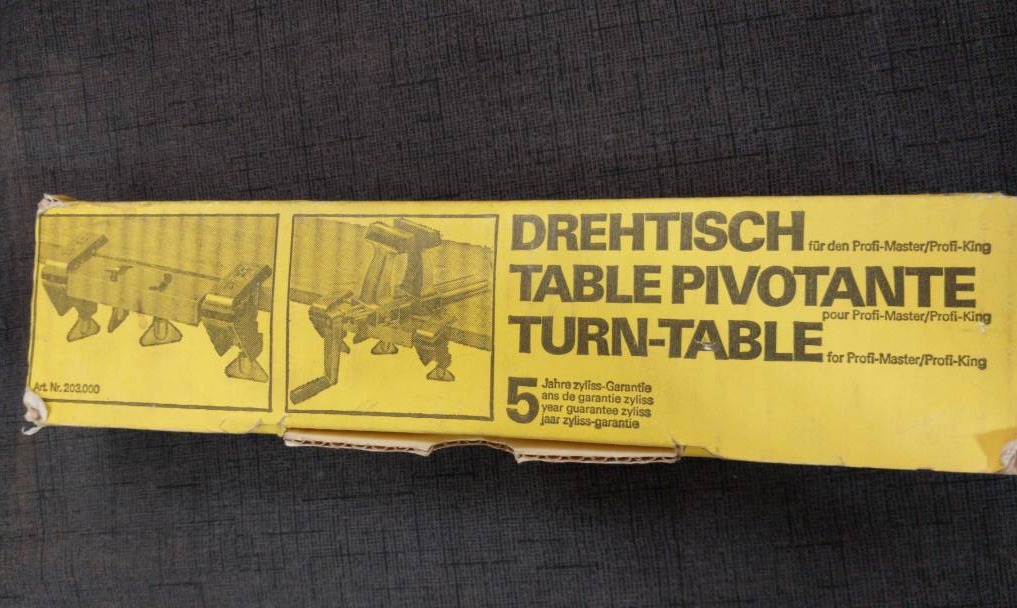 DREHTISCH für den Profi-Master/Profi-King
TABLE PIVOTANTE
pour Profi-Master/Profi-King
TURN-TABLE for Profi-Master/Profi-King
5 Jahre zyliss-Garantie
ans de garantie zyliss
year guarantee zyliss
jaar zyliss-garantie
Art. Nr. 203.000